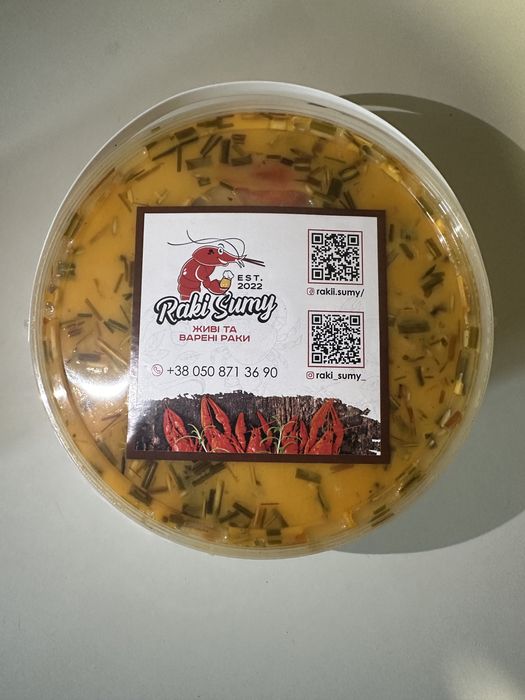 EST.
2022
Raki Sumy
ЖИВІ ТА
ВАРЕНІ РАКИ
+38 050 871 36 90
rakii.sumy/
raki_sumy_